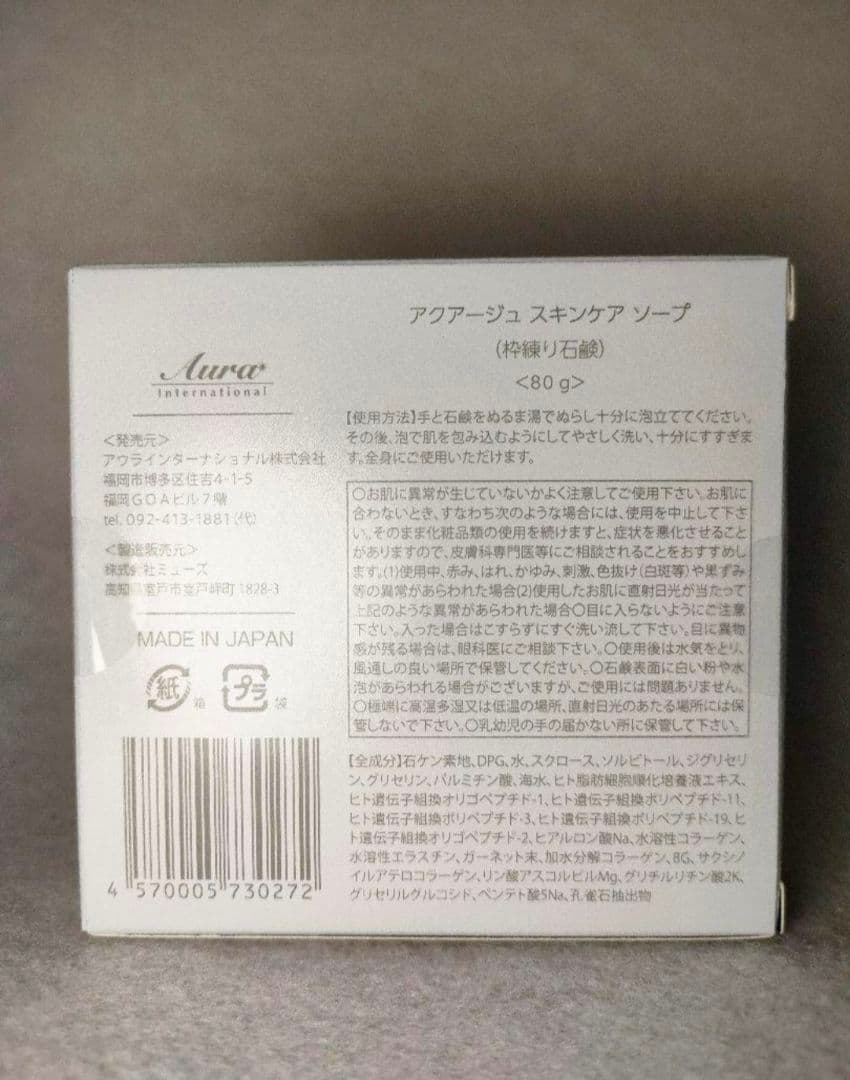 Aura
International
<発売元>
アウラインターナショナル株式会社
福岡市博多区住吉4-1-5
福岡GOAビル7階
tel. 092-413-1881(代)
<製造販売元>
株式会社ミューズ
高知県室戸市室戸岬町1828-3
MADE IN JAPAN
紙 箱
プラ 袋
4 570005 730272
アクアージュ スキンケア ソープ
(枠練り石鹸)
<80 g>
【使用方法】手と石鹸をぬるま湯でぬらし十分に泡立ててください。
その後、泡で肌を包み込むようにしてやさしく洗い、十分にすすぎま
す。全身にご使用いただけます。
〇お肌に異常が生じていないかよく注意してご使用下さい。お肌に
合わないとき、すなわち次のような場合には、使用を中止して下さ
い。そのまま化粧品類の使用を続けますと、症状を悪化させること
がありますので、皮膚科専門医等にご相談されることをおすすめし
ます。(1)使用中、赤み、はれ、かゆみ、刺激、色抜け(白斑等)や黒ずみ
等の異常があらわれた場合(2)使用したお肌に直射日光が当たって
上記のような異常があらわれた場合〇目に入らないようにご注意
下さい。入った場合はこすらずにすぐ洗い流して下さい。目に異物
感が残る場合は、眼科医にご相談下さい。〇使用後は水気をとり、
風通しの良い場所で保管してください。〇石鹸表面に白い粉や水
泡があらわれる場合がございますが、ご使用には問題ありません。
〇極端に高温多湿又は低温の場所、直射日光のあたる場所には保
管しないで下さい。〇乳幼児の手の届かない所に保管して下さい。
【全成分】石ケン素地、DPG、水、スクロース、ソルビトール、ジグリセリ
ン、グリセリン、パルミチン酸、海水、ヒト脂肪細胞順化培養液エキス、
ヒト遺伝子組換オリゴペプチド-1、ヒト遺伝子組換ポリペプチド-11、
ヒト遺伝子組換ポリペプチド-3、ヒト遺伝子組換ポリペプチド-19、ヒ
ト遺伝子組換オリゴペプチド-2、ヒアルロン酸Na、水溶性コラーゲン、
水溶性エラスチン、ガーネット末、加水分解コラーゲン、BG、サクシノ
イルアテロコラーゲン、リン酸アスコルビルMg、グリチルリチン酸2K、
グリセリルグルコシド、ペンテト酸5Na、孔雀石抽出物